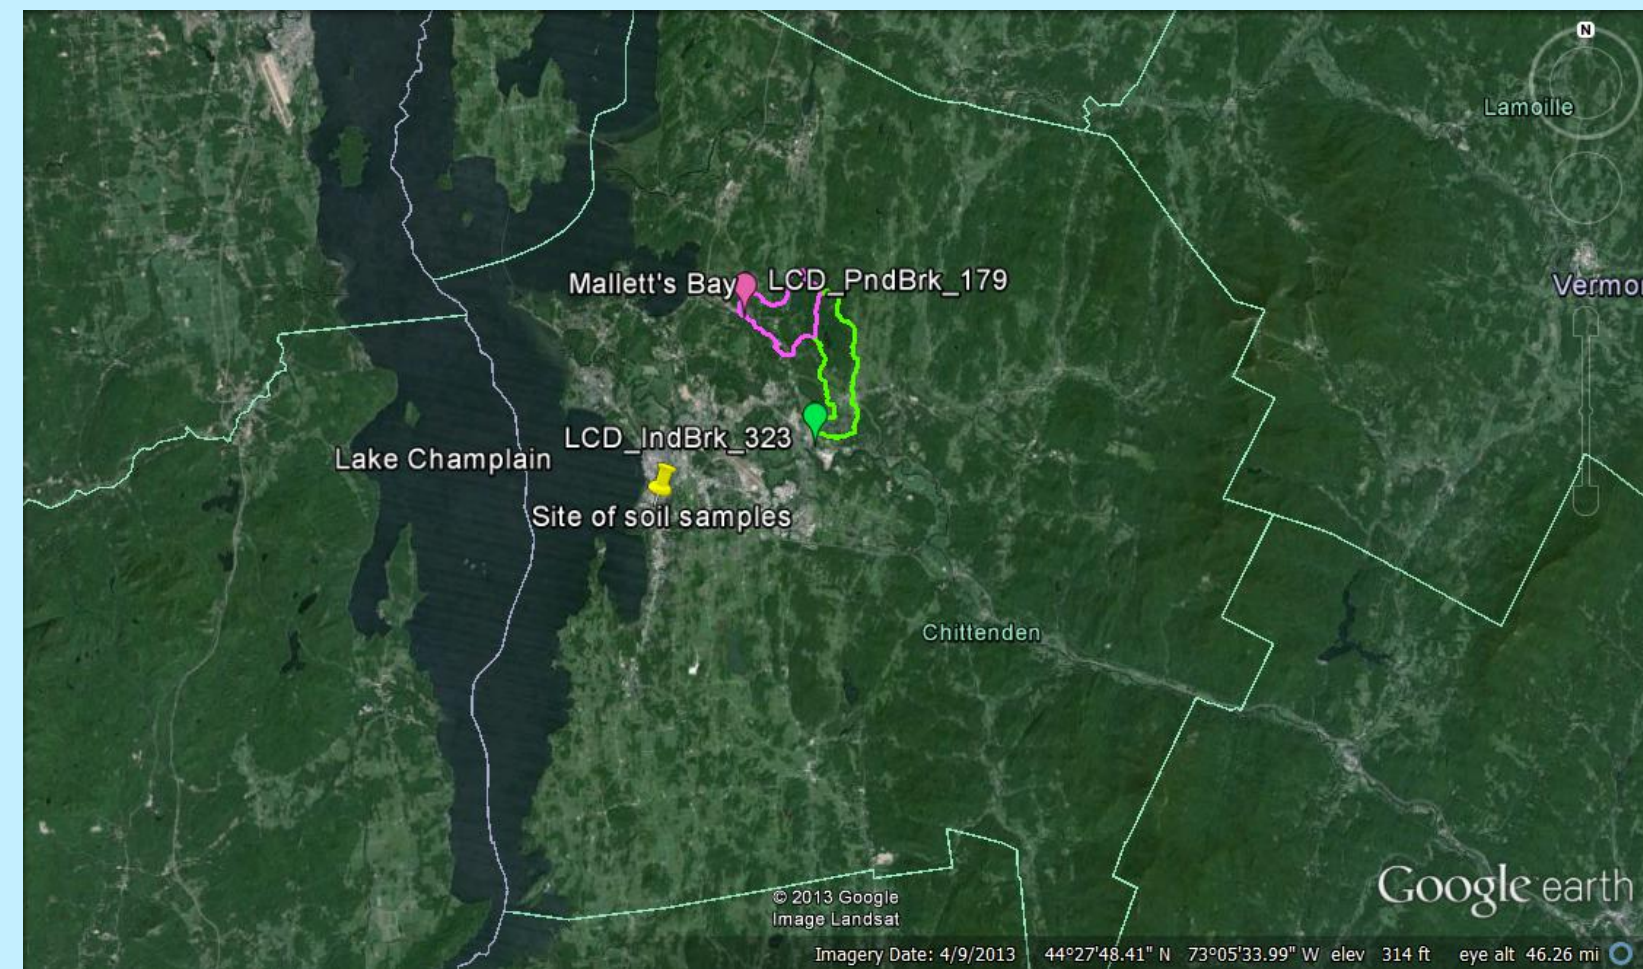 N
Lamoille
Vermo
Mallett's Bay
LCD_PndBrk_179
LCD_IndBrk_323
Lake Champlain
Site of soil samples
Chittenden
Google earth
© 2013 Google
Image Landsat
Imagery Date: 4/9/2013 44°27'48.41" N 73°05'33.99" W elev 314 ft eye alt 46.26 mi